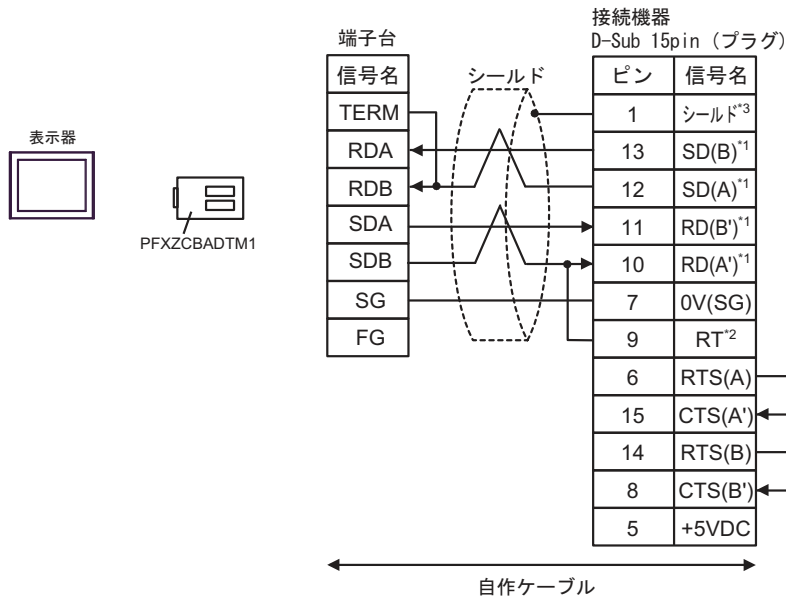 接続機器
端子台
D-Sub 15pin (プラグ)
信号名
シールド
ピン 信号名
TERM
1 シールド*3
表示器
RDA
13 SD(B)*1
RDB
12 SD(A)*1
SDA
11 RD(B')*1
PFXZCBADTM1
SDB
10 RD(A')*1
SG
7 0V(SG)
FG
9 RT*2
6 RTS(A)
15 CTS(A')
14 RTS(B)
8 CTS(B')
5 +5VDC
自作ケーブル